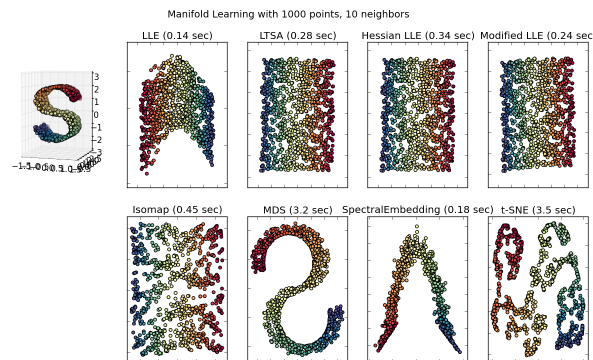 Manifold Learning with 1000 points, 10 neighbors
LLE (0.14 sec)
LTSA (0.28 sec)
Hessian LLE (0.34 sec)
Modified LLE (0.24 sec
3
2
1
0
−1
−2
−3
Isomap (0.45 sec)
MDS (3.2 sec)
SpectralEmbedding (0.18 sec)
t-SNE (3.5 sec)